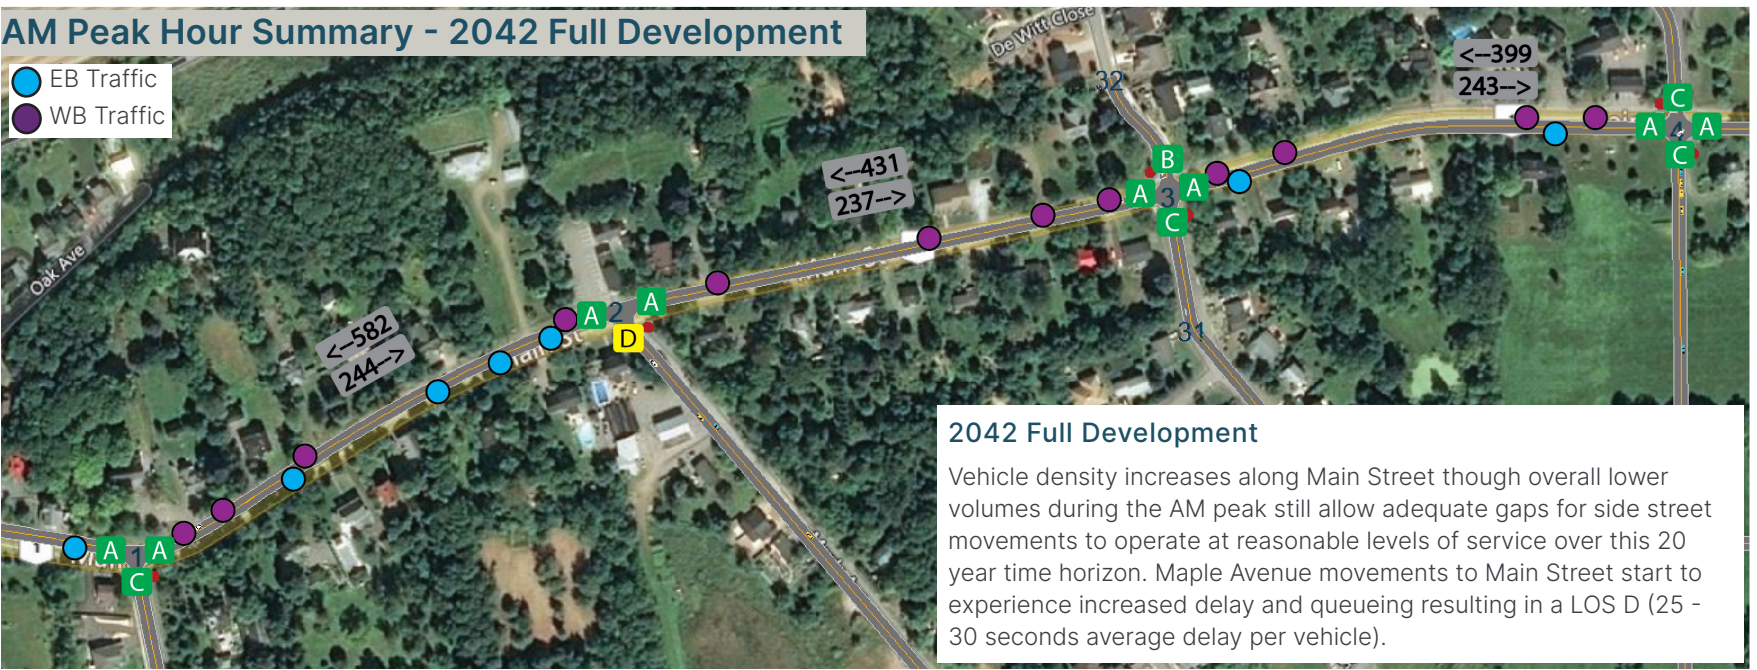 AM Peak Hour Summary - 2042 Full Development
EB Traffic
WB Traffic
De Witt Close
32
<--399
243-->
C
A
4
A
C
<--431
237-->
B
A
3
A
C
Oak Ave
31
<--582
244-->
A
2
A
D
1
A
1
A
C
2042 Full Development
Vehicle density increases along Main Street though overall lower
volumes during the AM peak still allow adequate gaps for side street
movements to operate at reasonable levels of service over this 20
year time horizon. Maple Avenue movements to Main Street start to
experience increased delay and queueing resulting in a LOS D (25 -
30 seconds average delay per vehicle).